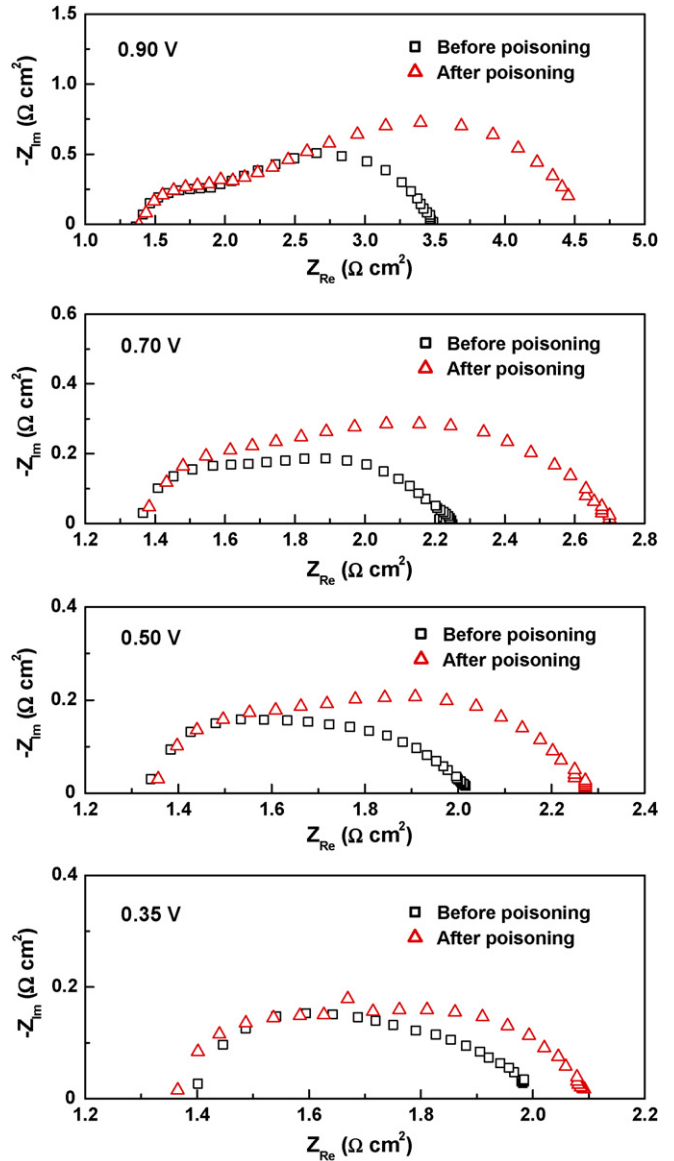 1.5
0.90 V
Before poisoning
After poisoning
1.0
-Z_Im (Ω cm²)
0.5
0
1.0 1.5 2.0 2.5 3.0 3.5 4.0 4.5 5.0
Z_Re (Ω cm²)
0.6
0.70 V
Before poisoning
After poisoning
0.4
-Z_Im (Ω cm²)
0.2
0
1.2 1.4 1.6 1.8 2.0 2.2 2.4 2.6 2.8
Z_Re (Ω cm²)
0.4
0.50 V
Before poisoning
After poisoning
-Z_Im (Ω cm²)
0.2
0
1.2 1.4 1.6 1.8 2.0 2.2 2.4
Z_Re (Ω cm²)
0.4
0.35 V
Before poisoning
After poisoning
-Z_Im (Ω cm²)
0.2
0
1.2 1.4 1.6 1.8 2.0 2.2
Z_Re (Ω cm²)